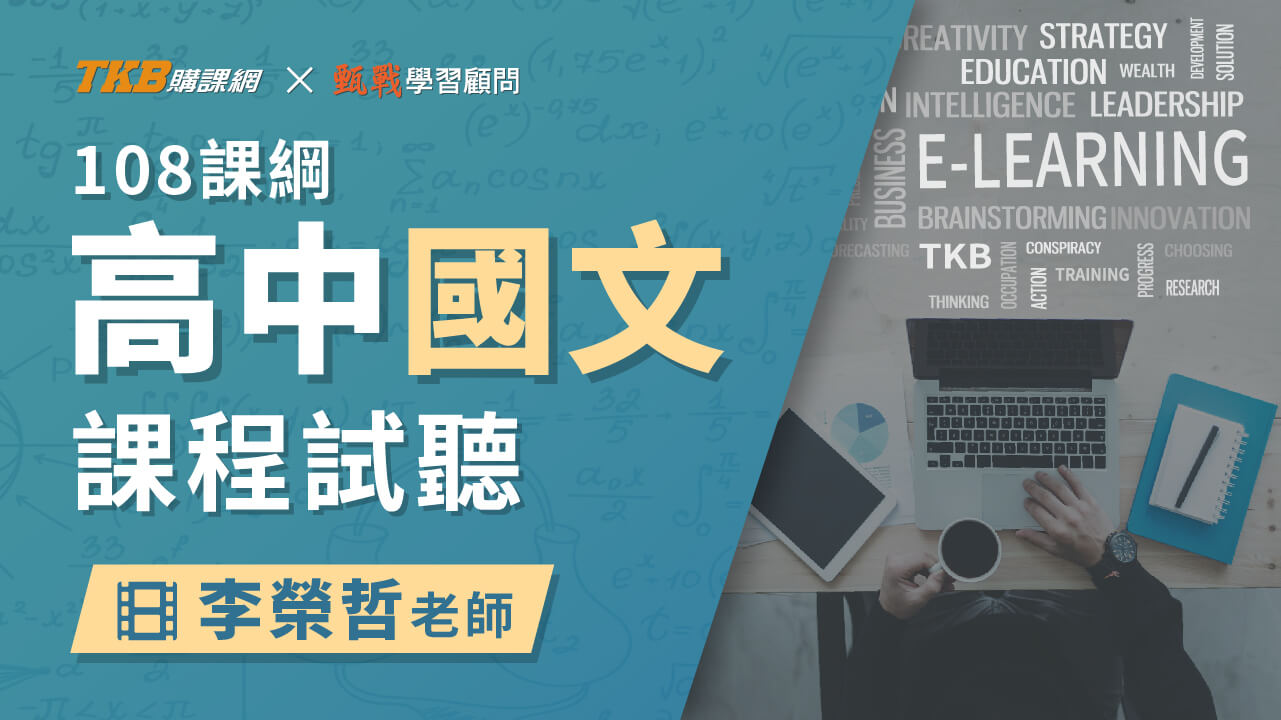 TKB購課網 × 甄戰學習顧問
108課綱
高中國文
課程試聽
李榮哲老師
REATIVITY STRATEGY
DEVELOPMENT
SOLUTION
EDUCATION WEALTH
N INTELLIGENCE LEADERSHIP
BUSINESS
E-LEARNING
BRAINSTORMING INNOVATION
LITY
ORECASTING
TKB
OCCUPATION
CONSPIRACY
PROGRESS
CHOOSING
ACTION
TRAINING
THINKING
RESEARCH